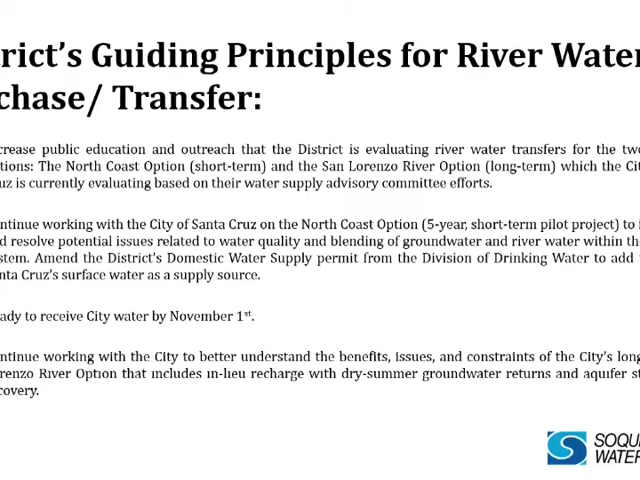 trict's Guiding Principles for River Water
chase/ Transfer:
crease public education and outreach that the District is evaluating river water transfers for the two
tions: The North Coast Option (short-term) and the San Lorenzo River Option (long-term) which the Cit
uz is currently evaluating based on their water supply advisory committee efforts.
ntinue working with the City of Santa Cruz on the North Coast Option (5-year, short-term pilot project) to i
d resolve potential issues related to water quality and blending of groundwater and river water within the
stem. Amend the District's Domestic Water Supply permit from the Division of Drinking Water to add
nta Cruz's surface water as a supply source.
ady to receive City water by November 1st.
ntinue working with the City to better understand the benefits, issues, and constraints of the City's long
renzo River Option that includes in-lieu recharge with dry-summer groundwater returns and aquifer st
covery.
SOQU
WATER